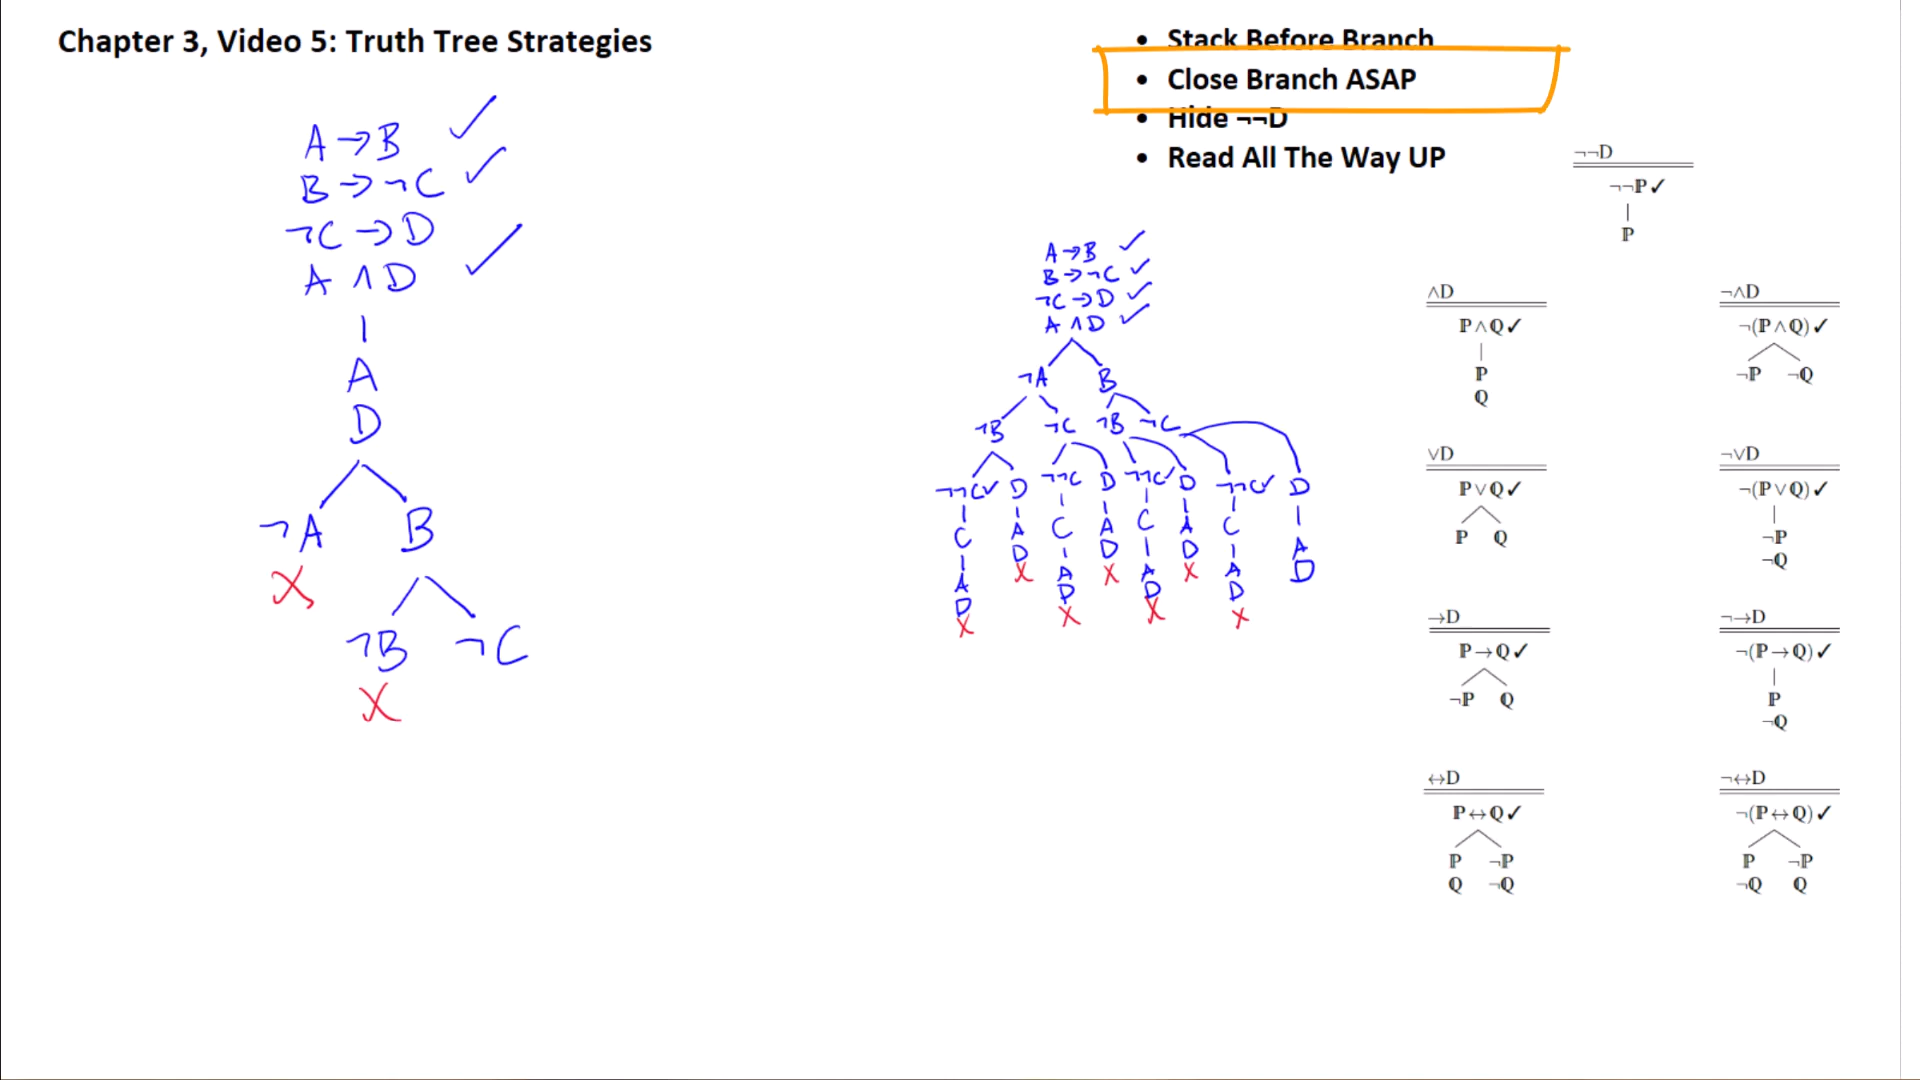 Chapter 3, Video 5: Truth Tree Strategies
• Stack Before Branch
• Close Branch ASAP
• Hide ¬¬D
• Read All The Way UP
A→B ✓
B→¬C ✓
¬C→D
A∧D ✓
A
D
¬A B
X
¬B ¬C
X
A→B ✓
B→¬C ✓
¬C→D ✓
A∧D ✓
¬A B
¬B ¬C ¬B ¬C
¬¬C✓ D ¬¬C D ¬¬C✓ D ¬¬C✓ D
C A C A C A C A
D D D D
A X A X A X A
D D D D
X X X X
¬¬D
¬¬ℙ✓
ℙ
∧D
ℙ∧ℚ✓
ℙ
ℚ
¬∧D
¬(ℙ∧ℚ)✓
¬ℙ ¬ℚ
∨D
ℙ∨ℚ✓
ℙ ℚ
¬∨D
¬(ℙ∨ℚ)✓
¬ℙ
¬ℚ
→D
ℙ→ℚ✓
¬ℙ ℚ
¬→D
¬(ℙ→ℚ)✓
ℙ
¬ℚ
↔D
ℙ↔ℚ✓
ℙ ¬ℙ
ℚ ¬ℚ
¬↔D
¬(ℙ↔ℚ)✓
ℙ ¬ℙ
¬ℚ ℚ